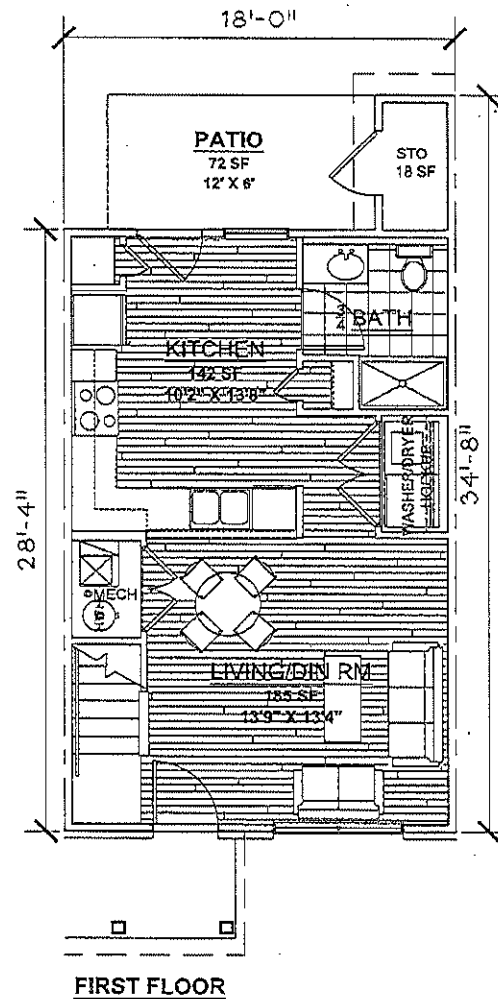 18'-0"
PATIO
72 SF
12' X 6'
STO
18 SF
3/4 BATH
KITCHEN
142 SF
10'2" X 13'8"
WASHER/DRYER
HOOKUPS
34'-8"
28'-4"
MECH
LIVING/DIN RM
185 SF
13'9" X 13'4"
FIRST FLOOR